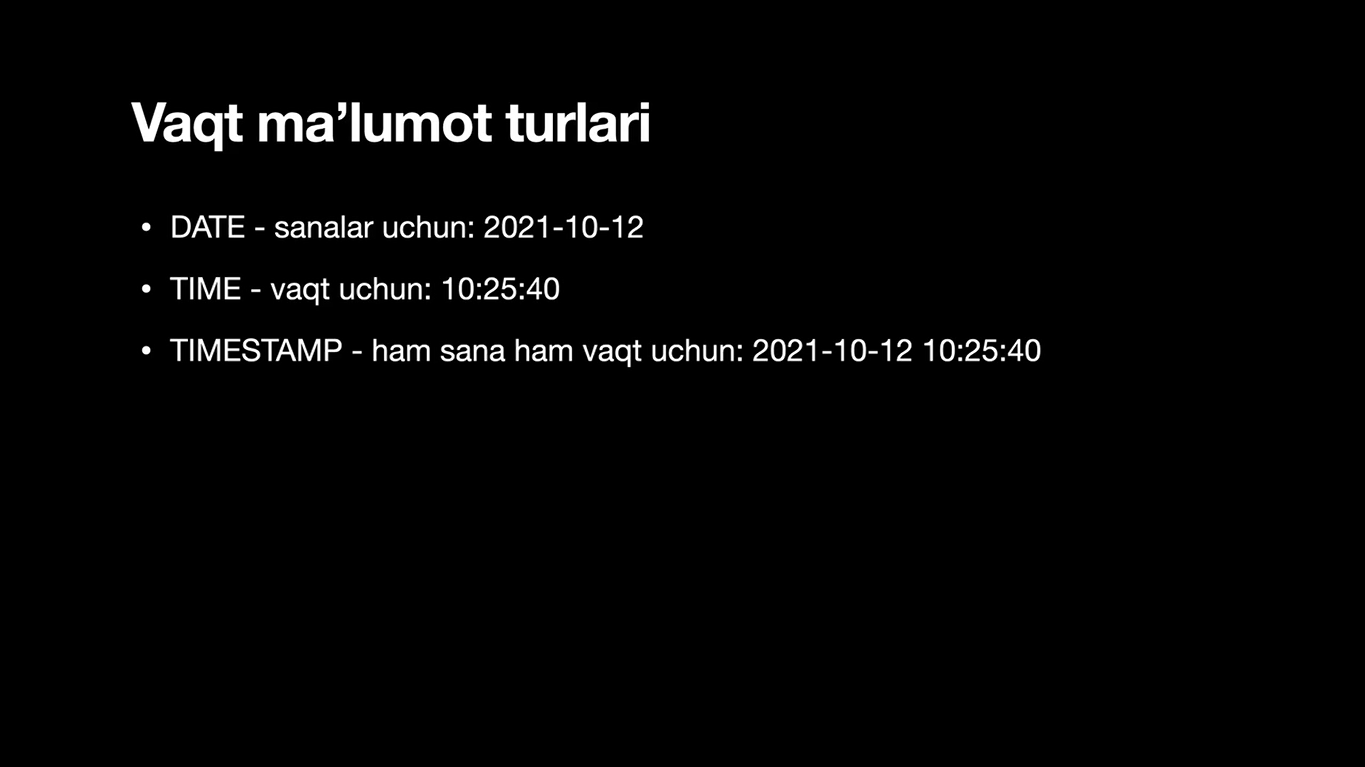 Vaqt ma’lumot turlari
• DATE - sanalar uchun: 2021-10-12
• TIME - vaqt uchun: 10:25:40
• TIMESTAMP - ham sana ham vaqt uchun: 2021-10-12 10:25:40